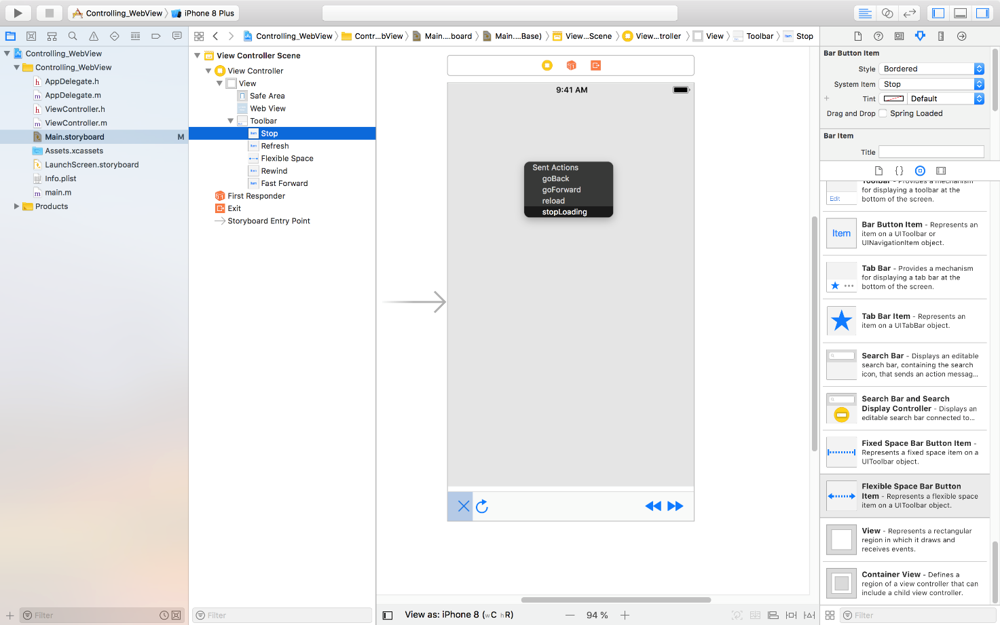 Controlling_WebView
iPhone 8 Plus
Controlling_WebView
Contr...bView
Main....board
Main....Base)
View...Scene
View...troller
View
Toolbar
Stop
Controlling_WebView
Controlling_WebView
AppDelegate.h
AppDelegate.m
ViewController.h
ViewController.m
Main.storyboard M
Assets.xcassets
LaunchScreen.storyboard
Info.plist
main.m
Products
Filter
View Controller Scene
View Controller
View
Safe Area
Web View
Toolbar
Stop
Refresh
Flexible Space
Rewind
Fast Forward
First Responder
Exit
Storyboard Entry Point
Filter
9:41 AM
Sent Actions
goBack
goForward
reload
stopLoading
View as: iPhone 8 (wC hR)
94 %
Bar Button Item
Style Bordered
System Item Stop
Tint Default
Drag and Drop Spring Loaded
Bar Item
Title
Toolbar - Provides a mechanism
for displaying a toolbar at the
bottom of the screen.
Edit
Item
Bar Button Item - Represents an
item on a UIToolbar or
UINavigationItem object.
Tab Bar - Provides a mechanism
for displaying a tab bar at the
bottom of the screen.
Tab Bar Item - Represents an
item on a UITabBar object.
Search Bar - Displays an editable
search bar, containing the search
icon, that sends an action messag...
Search Bar and Search
Display Controller - Displays an
editable search bar connected to...
Fixed Space Bar Button Item -
Represents a fixed space item on a
UIToolbar object.
Flexible Space Bar Button
Item - Represents a flexible space
item on a UIToolbar object.
View - Represents a rectangular
region in which it draws and
receives events.
Container View - Defines a
region of a view controller that can
include a child view controller.
Filter